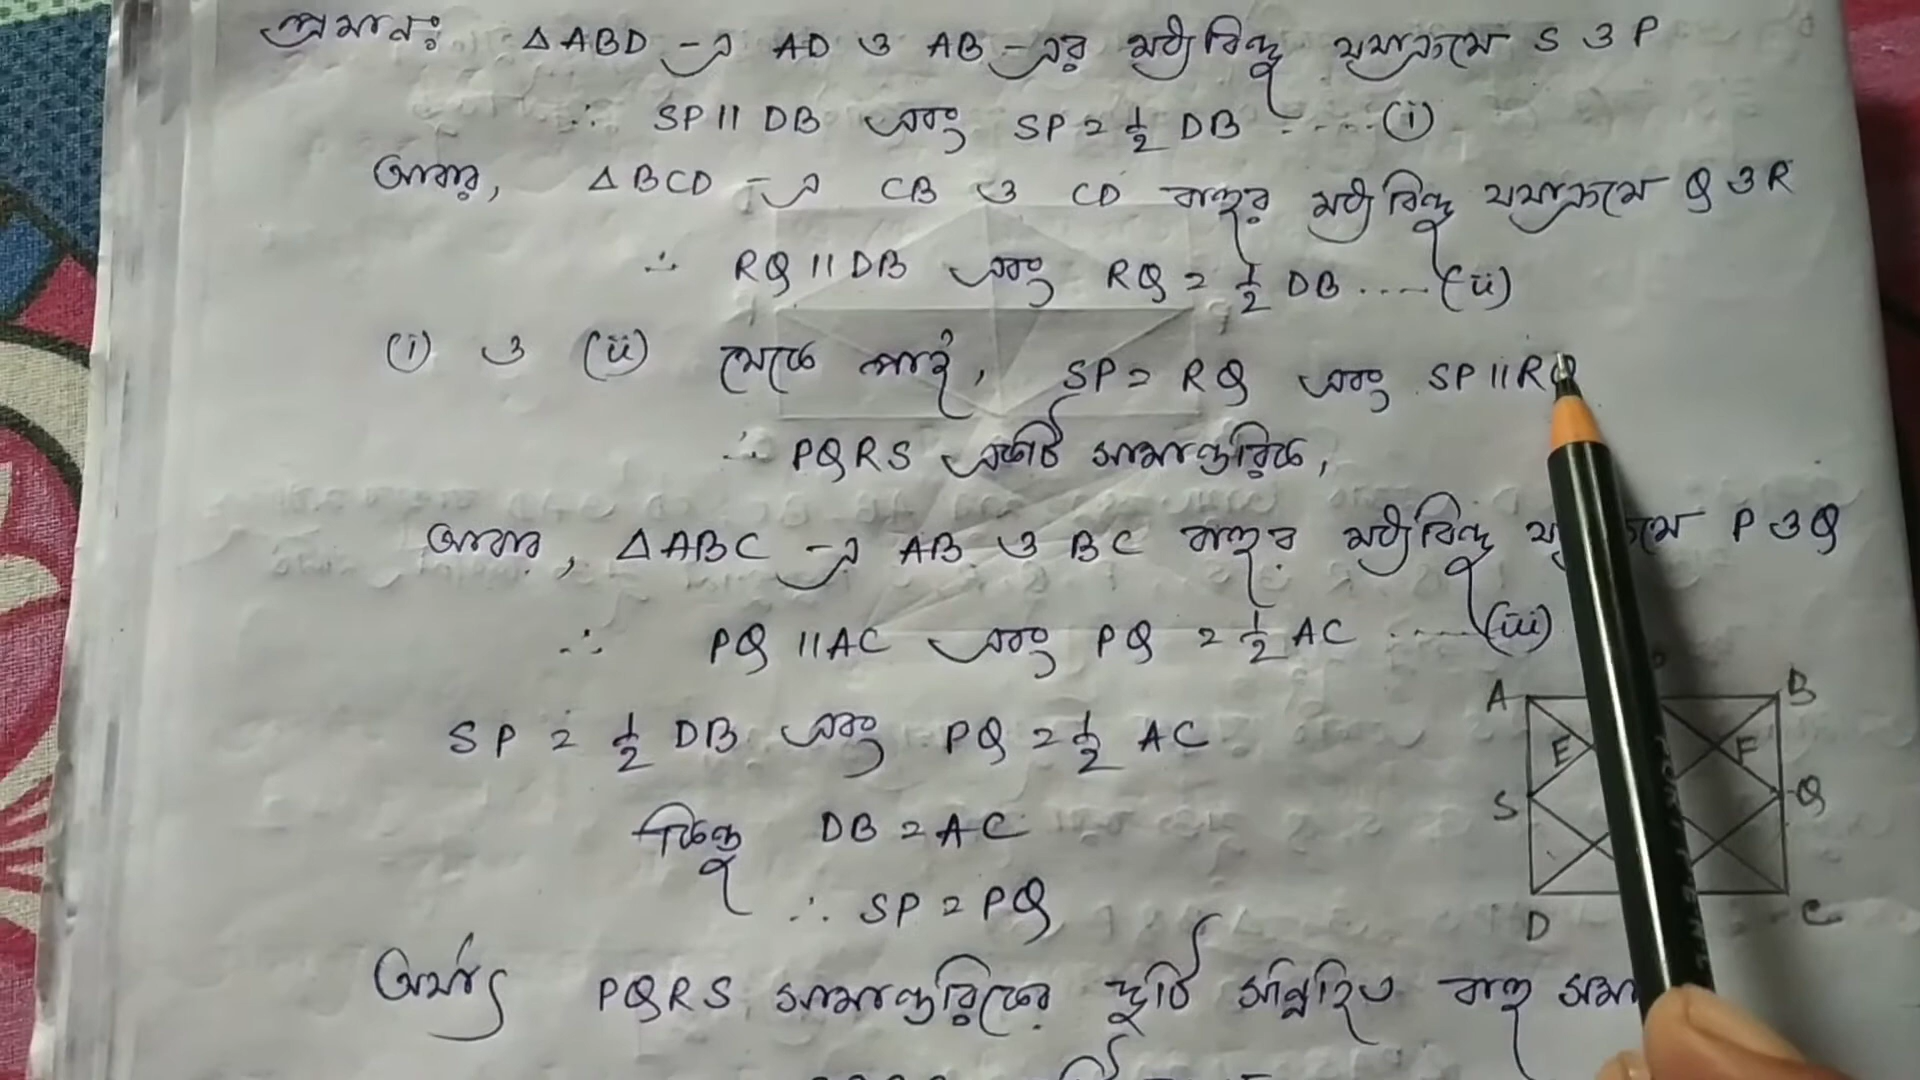 প্রমাণঃ ΔABD -এ AD ও AB -এর মধ্যবিন্দু যথাক্রমে S ও P
∴ SP || DB এবং SP = 1/2 DB ----- (i)
আবার, ΔBCD -এ CB ও CD বাহুর মধ্যবিন্দু যথাক্রমে Q ও R
∴ RQ || DB এবং RQ = 1/2 DB ..... (ii)
(i) ও (ii) থেকে পাই, SP = RQ এবং SP || RQ
∴ PQRS একটি সামান্তরিক,
আবার, ΔABC -এ AB ও BC বাহুর মধ্যবিন্দু P ও Q
∴ PQ || AC এবং PQ = 1/2 AC ..... (iii)
SP = 1/2 DB এবং PQ = 1/2 AC
কিন্তু DB = AC
∴ SP = PQ
অর্থাৎ PQRS সামান্তরিকের দুটি সন্নিহিত বাহু
A B
E F
S Q
D C